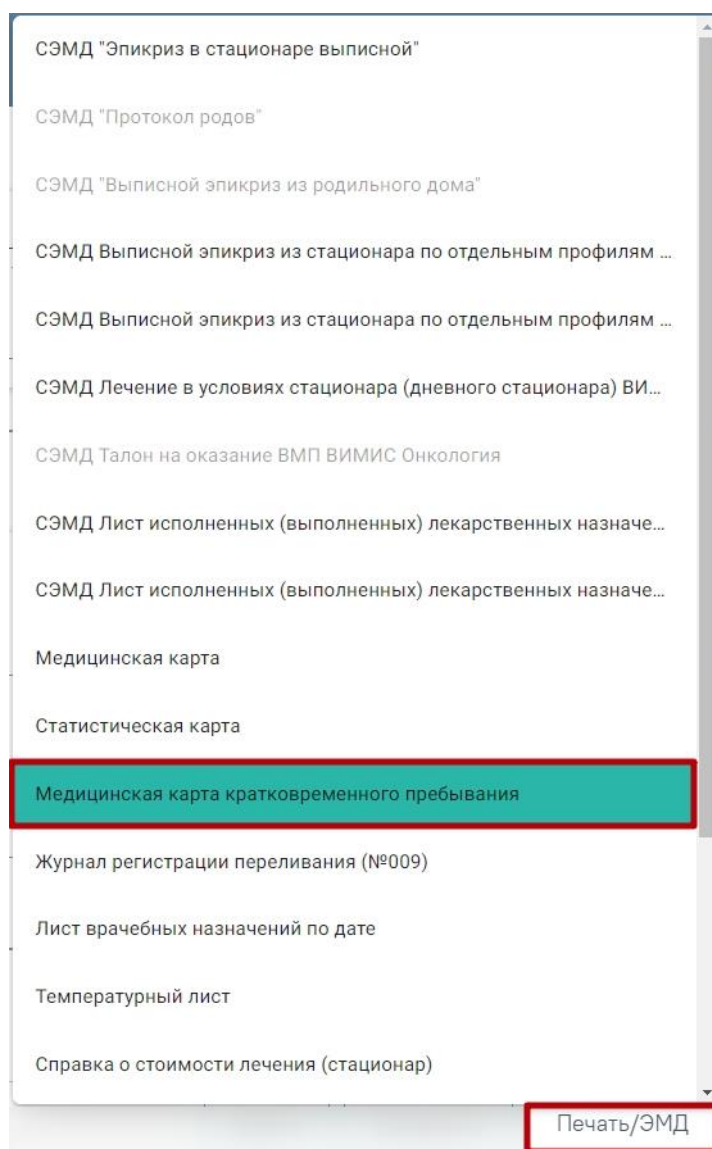 СЭМД "Эпикриз в стационаре выписной"
СЭМД "Протокол родов"
СЭМД "Выписной эпикриз из родильного дома"
СЭМД Выписной эпикриз из стационара по отдельным профилям ...
СЭМД Выписной эпикриз из стационара по отдельным профилям ...
СЭМД Лечение в условиях стационара (дневного стационара) ВИ...
СЭМД Талон на оказание ВМП ВИМИС Онкология
СЭМД Лист исполненных (выполненных) лекарственных назначе...
СЭМД Лист исполненных (выполненных) лекарственных назначе...
Медицинская карта
Статистическая карта
Медицинская карта кратковременного пребывания
Журнал регистрации переливания (№009)
Лист врачебных назначений по дате
Температурный лист
Справка о стоимости лечения (стационар)
Печать/ЭМД